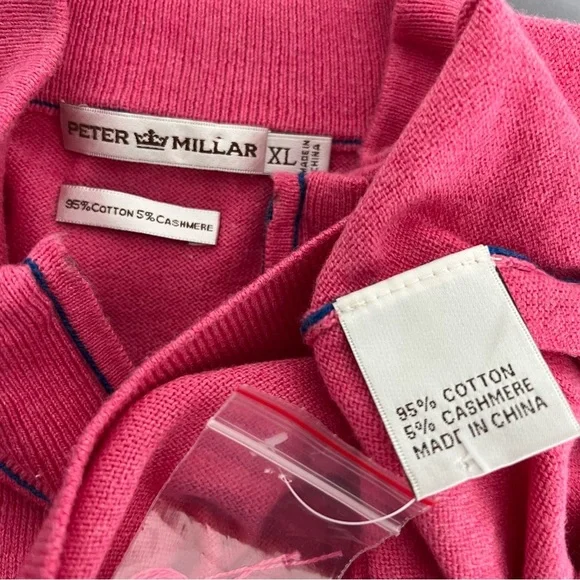 PETER MILLAR
XL
MADE IN
CHINA
95% COTTON 5% CASHMERE
95% COTTON
5% CASHMERE
MADE IN CHINA